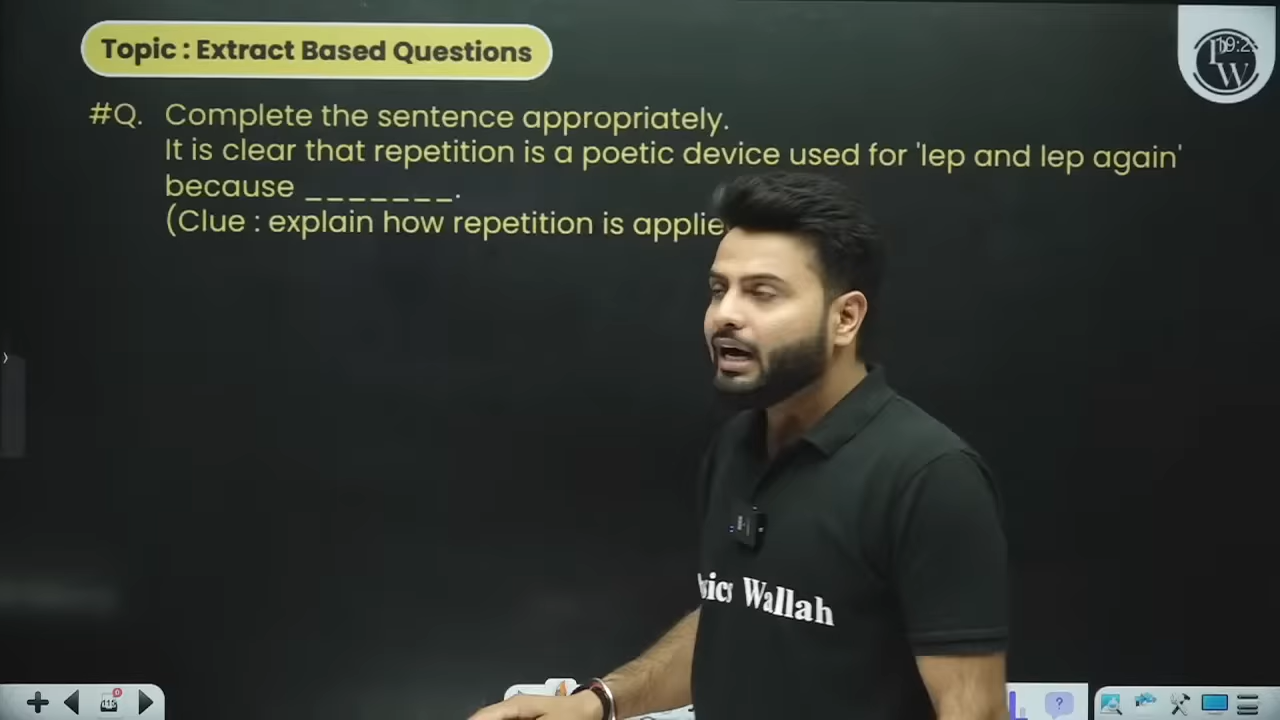 Topic : Extract Based Questions
#Q. Complete the sentence appropriately.
It is clear that repetition is a poetic device used for 'lep and lep again'
because _______.
(Clue : explain how repetition is
Wallah